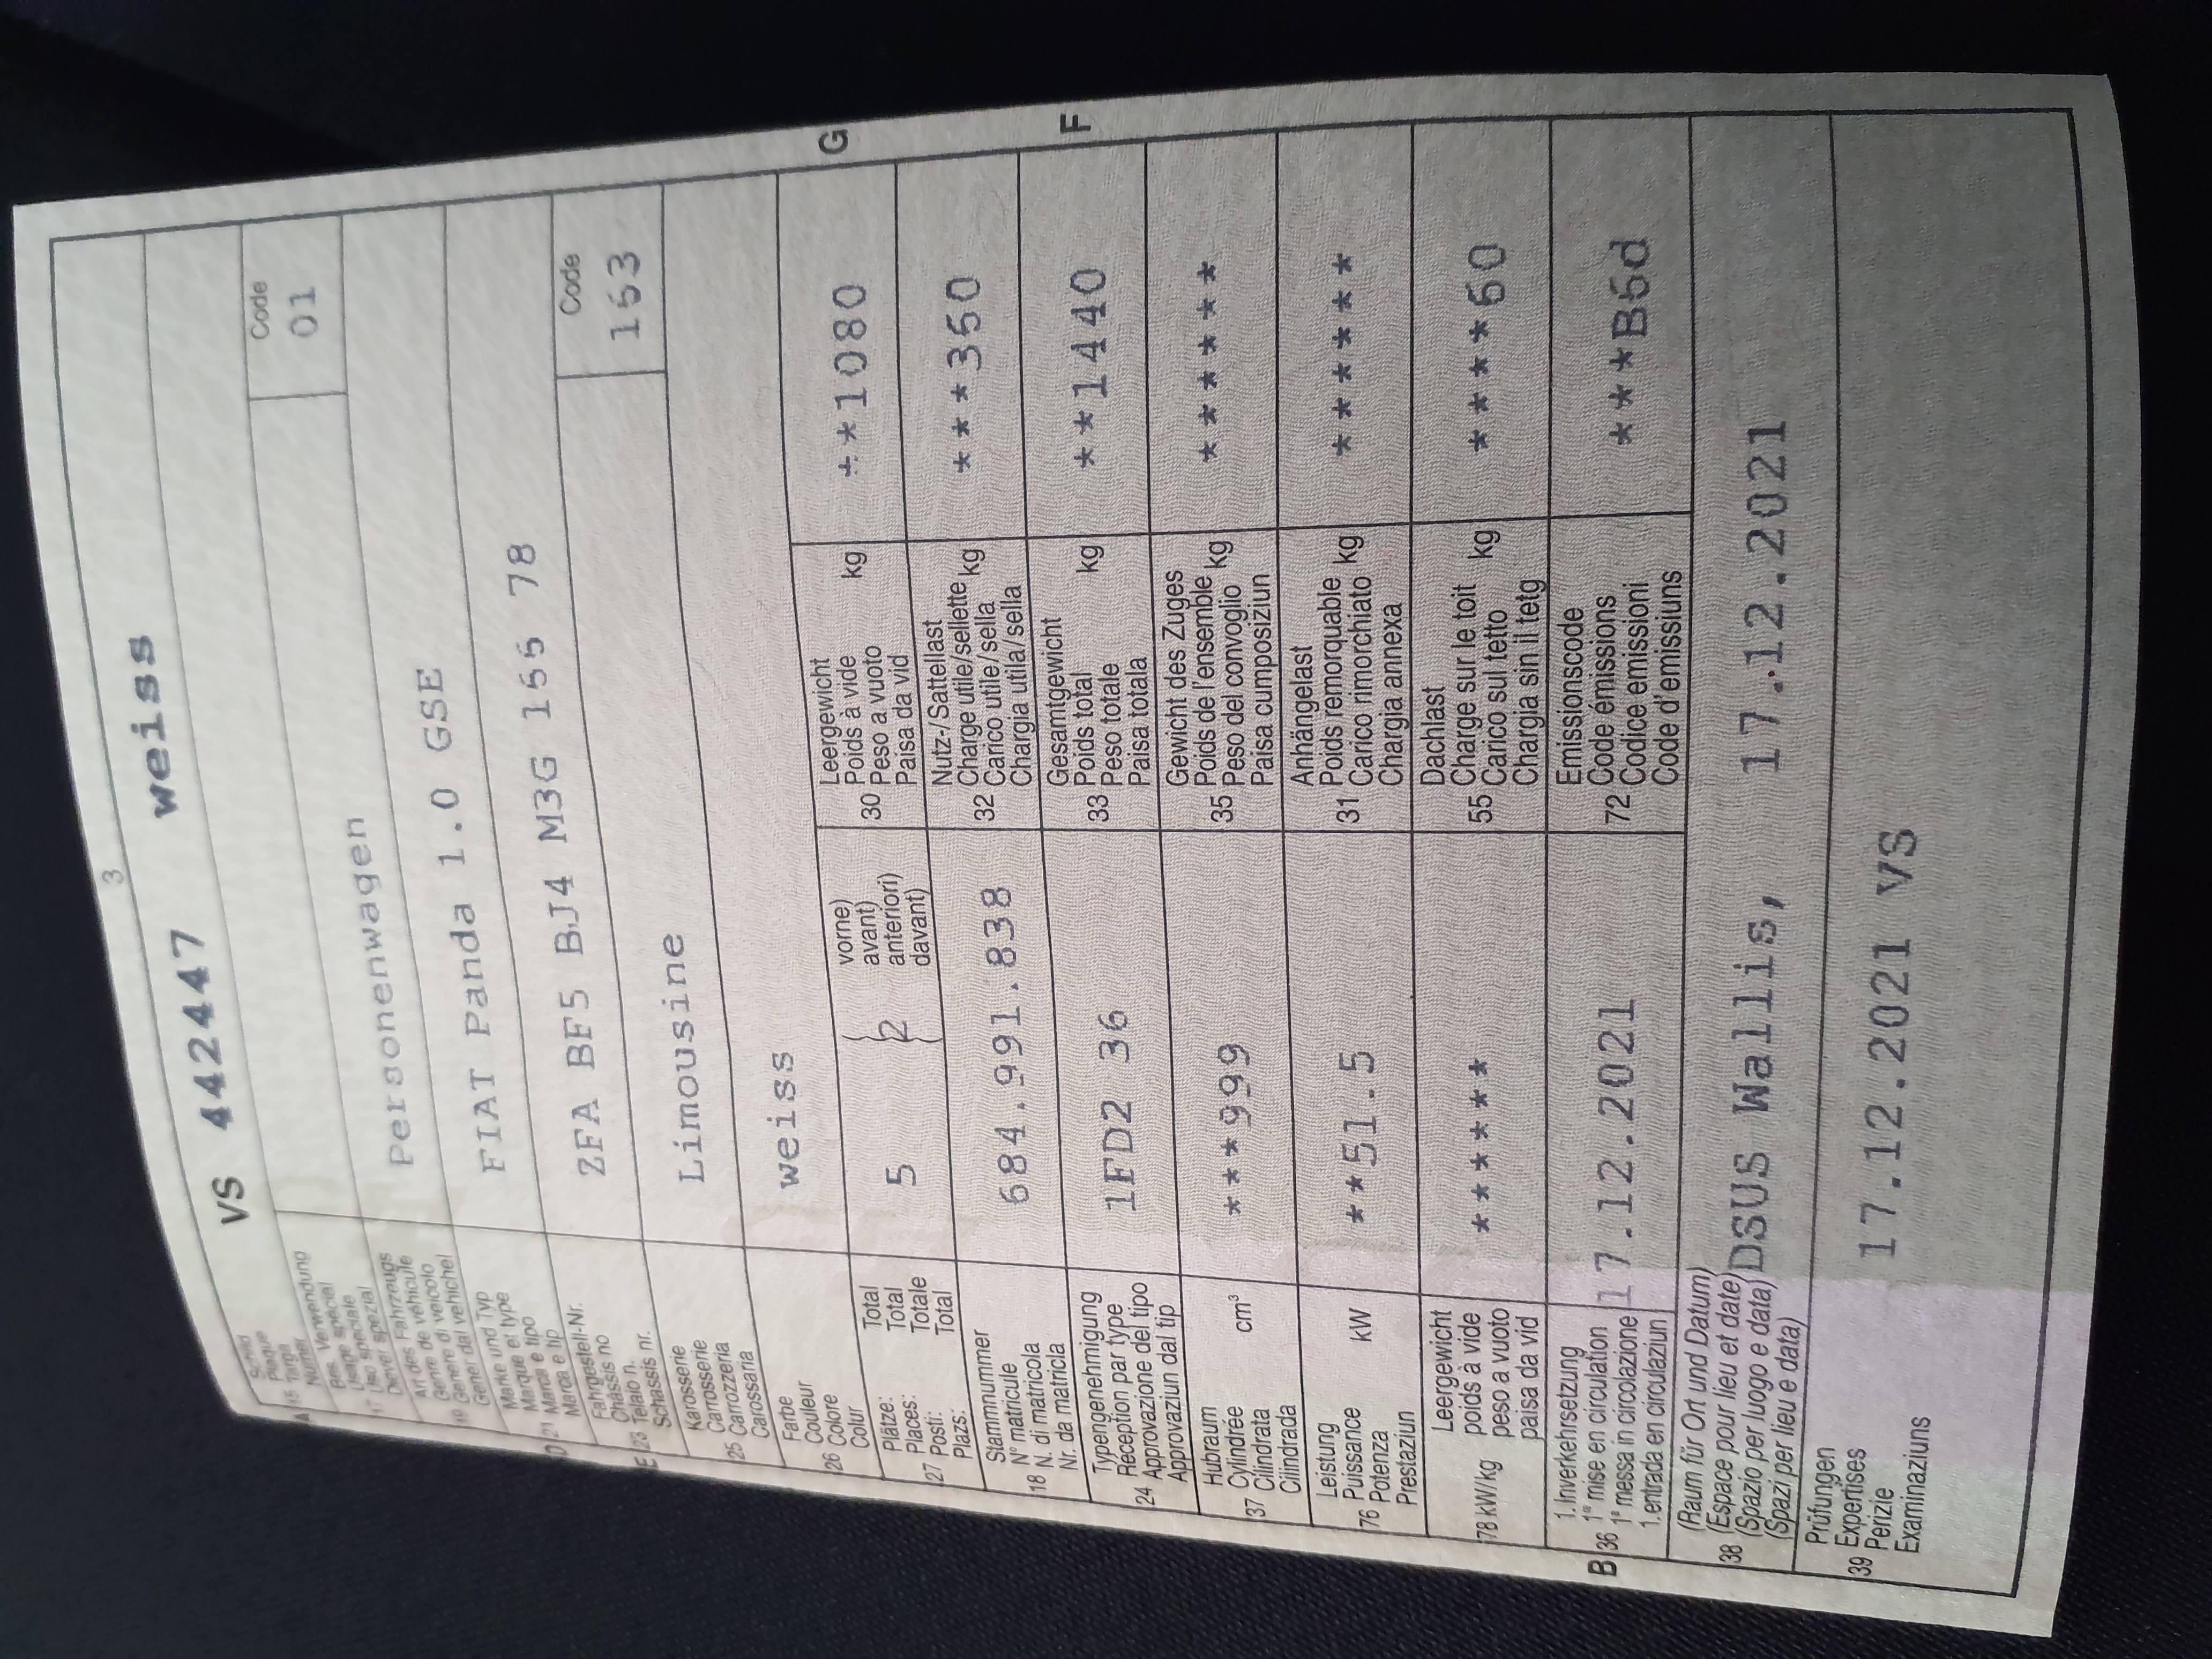 3
Schild
Plaque
Targa
Numer
A 15
VS 442447 weiss
Bes. Verwendung
Usage spécial
17 Uso speciale
Diever spezial
Art des Fahrzeugs
Genre de véhicule
19 Genere di veicolo
Gener dal vehichel
Personenwagen
Code
01
Marke und Typ
Marque et type
D 21 Marca e tipo
Marca e tip
FIAT Panda 1.0 GSE
Fahrgestell-Nr.
Châssis no
E 23 Telaio n.
Schassis nr.
ZFA BF5 BJ4 M3G 155 78
Karosserie
Carrosserie
25 Carrozzeria
Carossaria
Limousine
Code
153
Farbe
Couleur
26 Colore
Colur
weiss
Plätze: Total
Places: Total
27 Posti: Totale
Plazs: Total
5 2
vorne)
avant)
anteriori)
davant)
Leergewicht
30 Poids à vide kg
Peso a vuoto
Paisa da vid
**1080
G
Stammnummer
N° matricule
18 N. di matricola
Nr. da matricla
684.991.838
Nutz-/Sattellast
32 Charge utile/sellette kg
Carico utile/sella
Chargia utila/sella
***360
Typengenehmigung
Réception par type
24 Approvazione del tipo
Approvaziun dal tip
1FD2 36
Gesamtgewicht
33 Poids total kg
Peso totale
Paisa totala
**1440
F
Hubraum
37 Cylindrée cm³
Cilindrata
Cilindrada
***999
Gewicht des Zuges
35 Poids de l'ensemble kg
Peso del convoglio
Paisa cumposiziun
******
Leistung
76 Puissance kW
Potenza
Prestaziun
**51.5
Anhängelast
31 Poids remorquable kg
Carico rimorchiato
Chargia annexa
******
Leergewicht
78 kW/kg poids à vide
peso a vuoto
paisa da vid
******
Dachlast
55 Charge sur le toit kg
Carico sul tetto
Chargia sin il tetg
****60
1. Inverkehrsetzung
B 36 1re mise en circulation
1a messa in circolazione
1. entrada en circulaziun
17.12.2021
Emissionscode
72 Code émissions
Codice emissioni
Code d'emissiuns
***B6d
(Raum für Ort und Datum)
38 (Espace pour lieu et date)
(Spazio per luogo e data)
(Spazi per lieu e data)
DSUS Wallis, 17.12.2021
Prüfungen
39 Expertises
Perizie
Examinaziuns
17.12.2021 VS